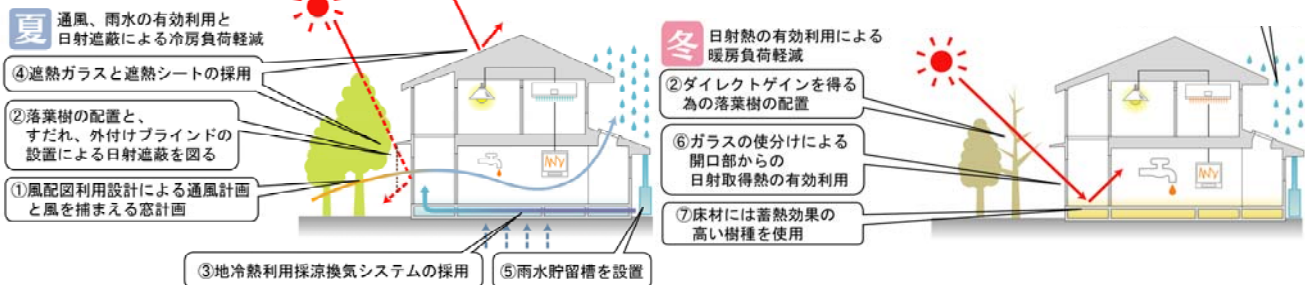 夏
通風、雨水の有効利用と
日射遮蔽による冷房負荷軽減
④遮熱ガラスと遮熱シートの採用
②落葉樹の配置と、
すだれ、外付けブラインドの
設置による日射遮蔽を図る
①風配図利用設計による通風計画
と風を捕まえる窓計画
③地冷熱利用採涼換気システムの採用
⑤雨水貯留槽を設置
冬
日射熱の有効利用による
暖房負荷軽減
②ダイレクトゲインを得る
為の落葉樹の配置
⑥ガラスの使分けによる
開口部からの
日射取得熱の有効利用
⑦床材には蓄熱効果の
高い樹種を使用